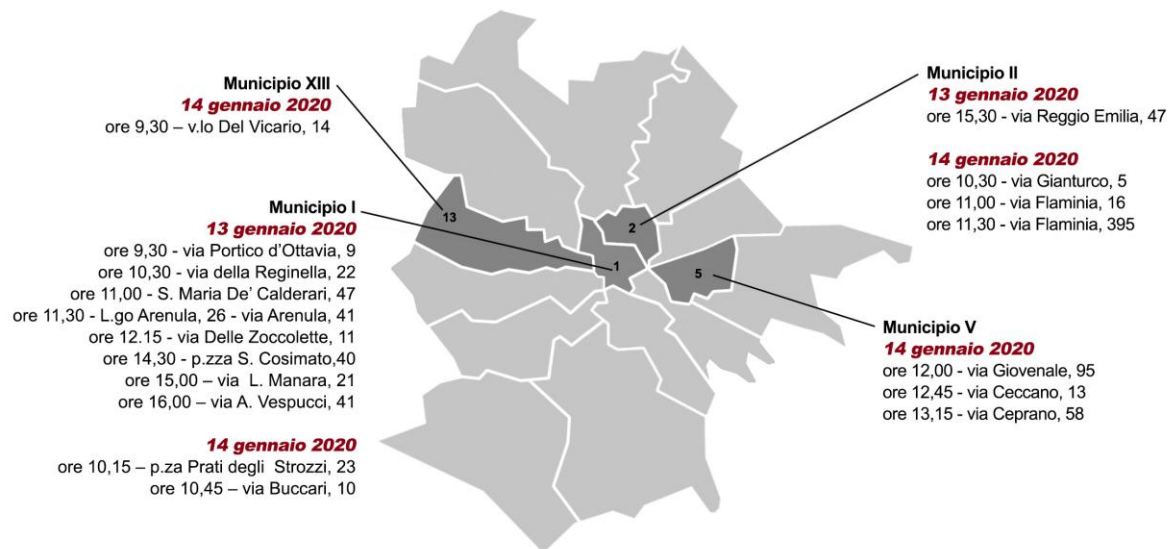 Municipio XIII
14 gennaio 2020
ore 9,30 – v.lo Del Vicario, 14
Municipio I
13 gennaio 2020
ore 9,30 - via Portico d'Ottavia, 9
ore 10,30 - via della Reginella, 22
ore 11,00 - S. Maria De' Calderari, 47
ore 11,30 - L.go Arenula, 26 - via Arenula, 41
ore 12.15 - via Delle Zoccolette, 11
ore 14,30 - p.zza S. Cosimato,40
ore 15,00 – via L. Manara, 21
ore 16,00 – via A. Vespucci, 41
14 gennaio 2020
ore 10,15 – p.za Prati degli Strozzi, 23
ore 10,45 – via Buccari, 10
13
2
1
5
Municipio II
13 gennaio 2020
ore 15,30 - via Reggio Emilia, 47
14 gennaio 2020
ore 10,30 - via Gianturco, 5
ore 11,00 - via Flaminia, 16
ore 11,30 - via Flaminia, 395
Municipio V
14 gennaio 2020
ore 12,00 - via Giovenale, 95
ore 12,45 - via Ceccano, 13
ore 13,15 - via Ceprano, 58